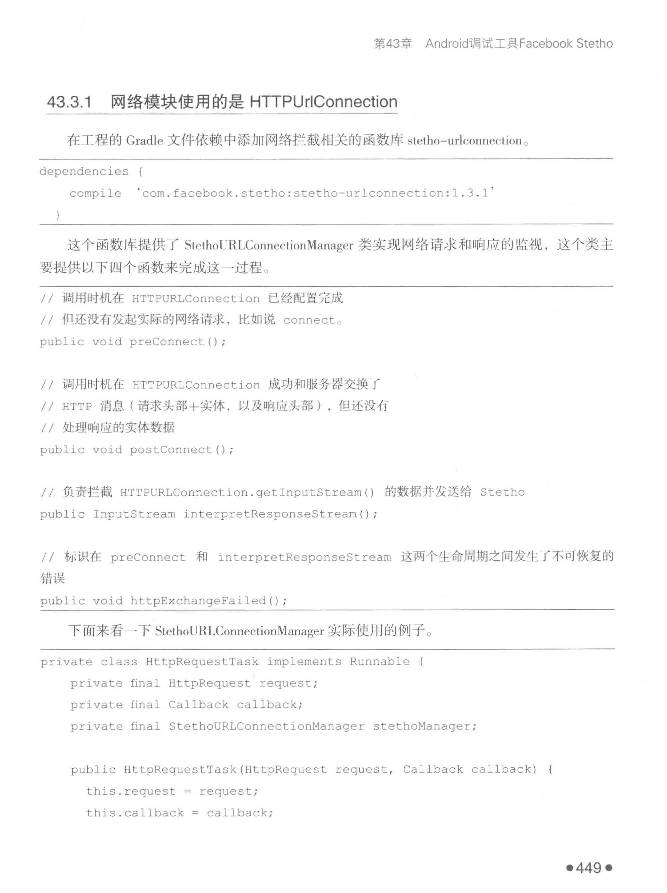 第43章 Android调试工具Facebook Stetho
43.3.1 网络模块使用的是 HTTPUrlConnection
在工程的 Gradle 文件依赖中添加网络拦截相关的函数库 stetho-urlconnection。
dependencies {
compile 'com.facebook.stetho:stetho-urlconnection:1.3.1'
}
这个函数库提供了 StethoURLConnectionManager 类实现网络请求和响应的监视，这个类主
要提供以下四个函数来完成这一过程。
// 调用时机在 HTTPURLConnection 已经配置完成
// 但还没有发起实际的网络请求，比如说 connect。
public void preConnect();
// 调用时机在 HTTPURLConnection 成功和服务器交换了
// HTTP 消息（请求头部+实体，以及响应头部），但还没有
// 处理响应的实体数据
public void postConnect();
// 负责拦截 HTTPURLConnection.getInputStream() 的数据并发送给 Stetho
public InputStream interpretResponseStream();
// 标识在 preConnect 和 interpretResponseStream 这两个生命周期之间发生了不可恢复的
错误
public void httpExchangeFailed();
下面来看一下 StethoURLConnectionManager 实际使用的例子。
private class HttpRequestTask implements Runnable {
private final HttpRequest request;
private final Callback callback;
private final StethoURLConnectionManager stethoManager;
public HttpRequestTask(HttpRequest request, Callback callback) {
this.request = request;
this.callback = callback;
●449●